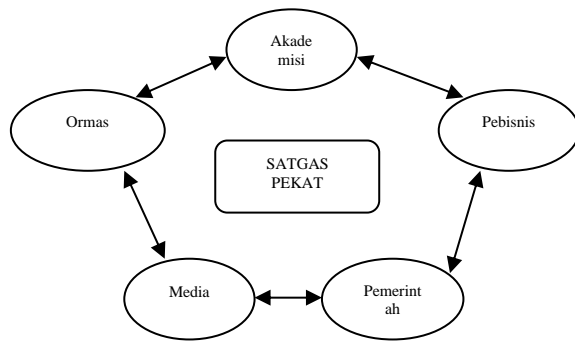 Akade
misi
Ormas
Pebisnis
SATGAS
PEKAT
Media
Pemerint
ah